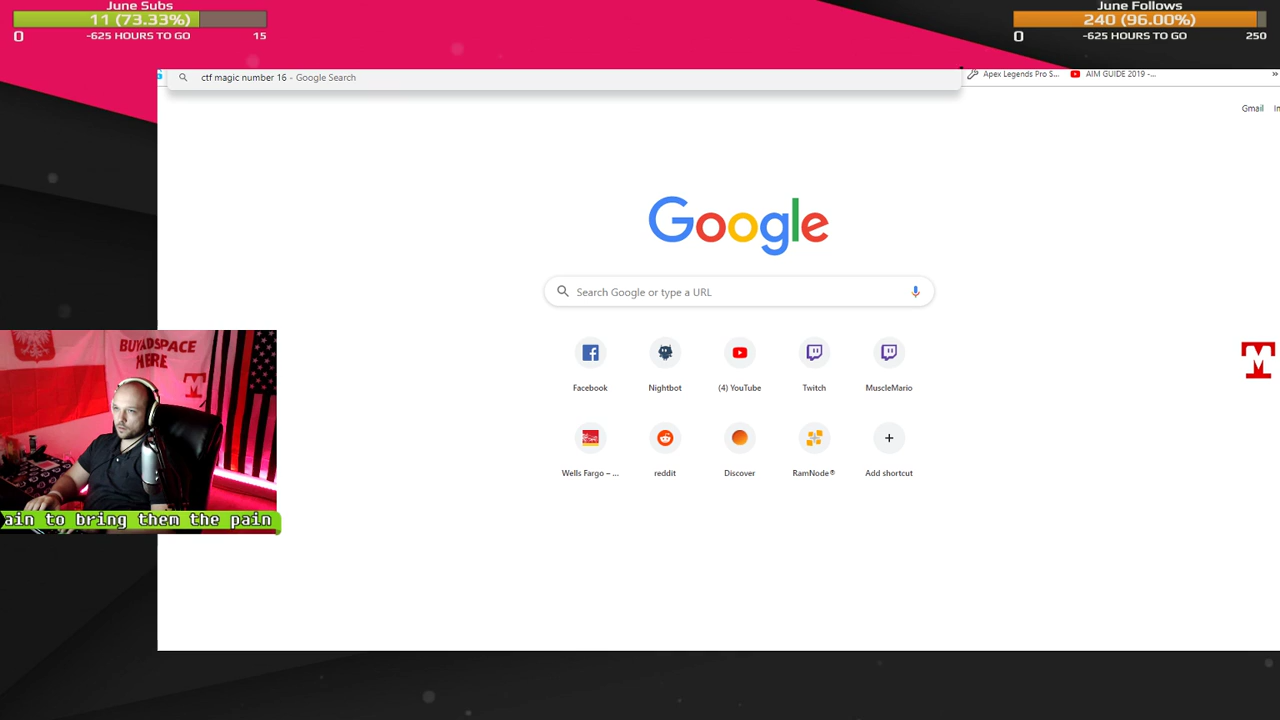 June Subs
11 (73.33%)
0
-625 HOURS TO GO
15
June Follows
240 (96.00%)
0
-625 HOURS TO GO
250
ctf magic number 16 - Google Search
Apex Legends Pro S...
AIM GUIDE 2019 -...
»
Gmail
Google
Search Google or type a URL
Facebook
Nightbot
(4) YouTube
Twitch
MuscleMario
Wells Fargo – ...
reddit
Discover
RamNode®
Add shortcut
BUY ADSPACE
HERE
ain to bring them the pain